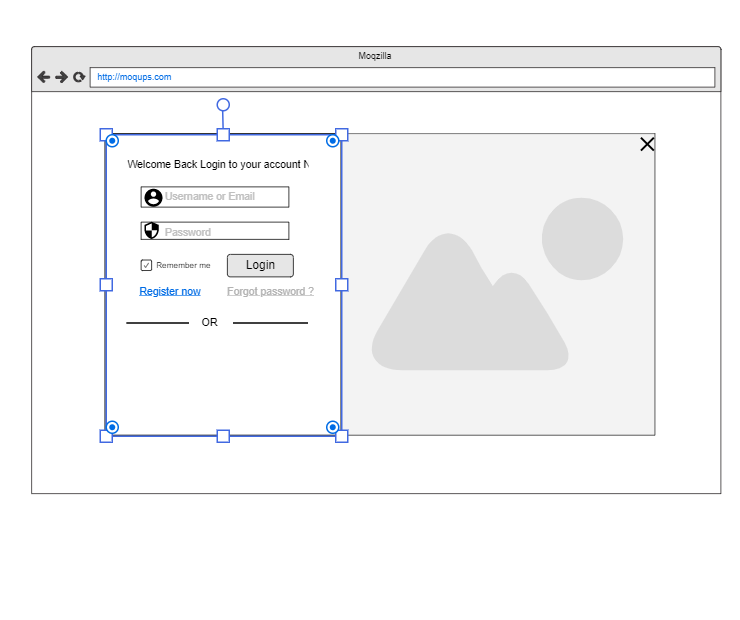 Moqzilla
http://moqups.com
Welcome Back Login to your account
Username or Email
Password
Remember me
Login
Register now
Forgot password ?
OR